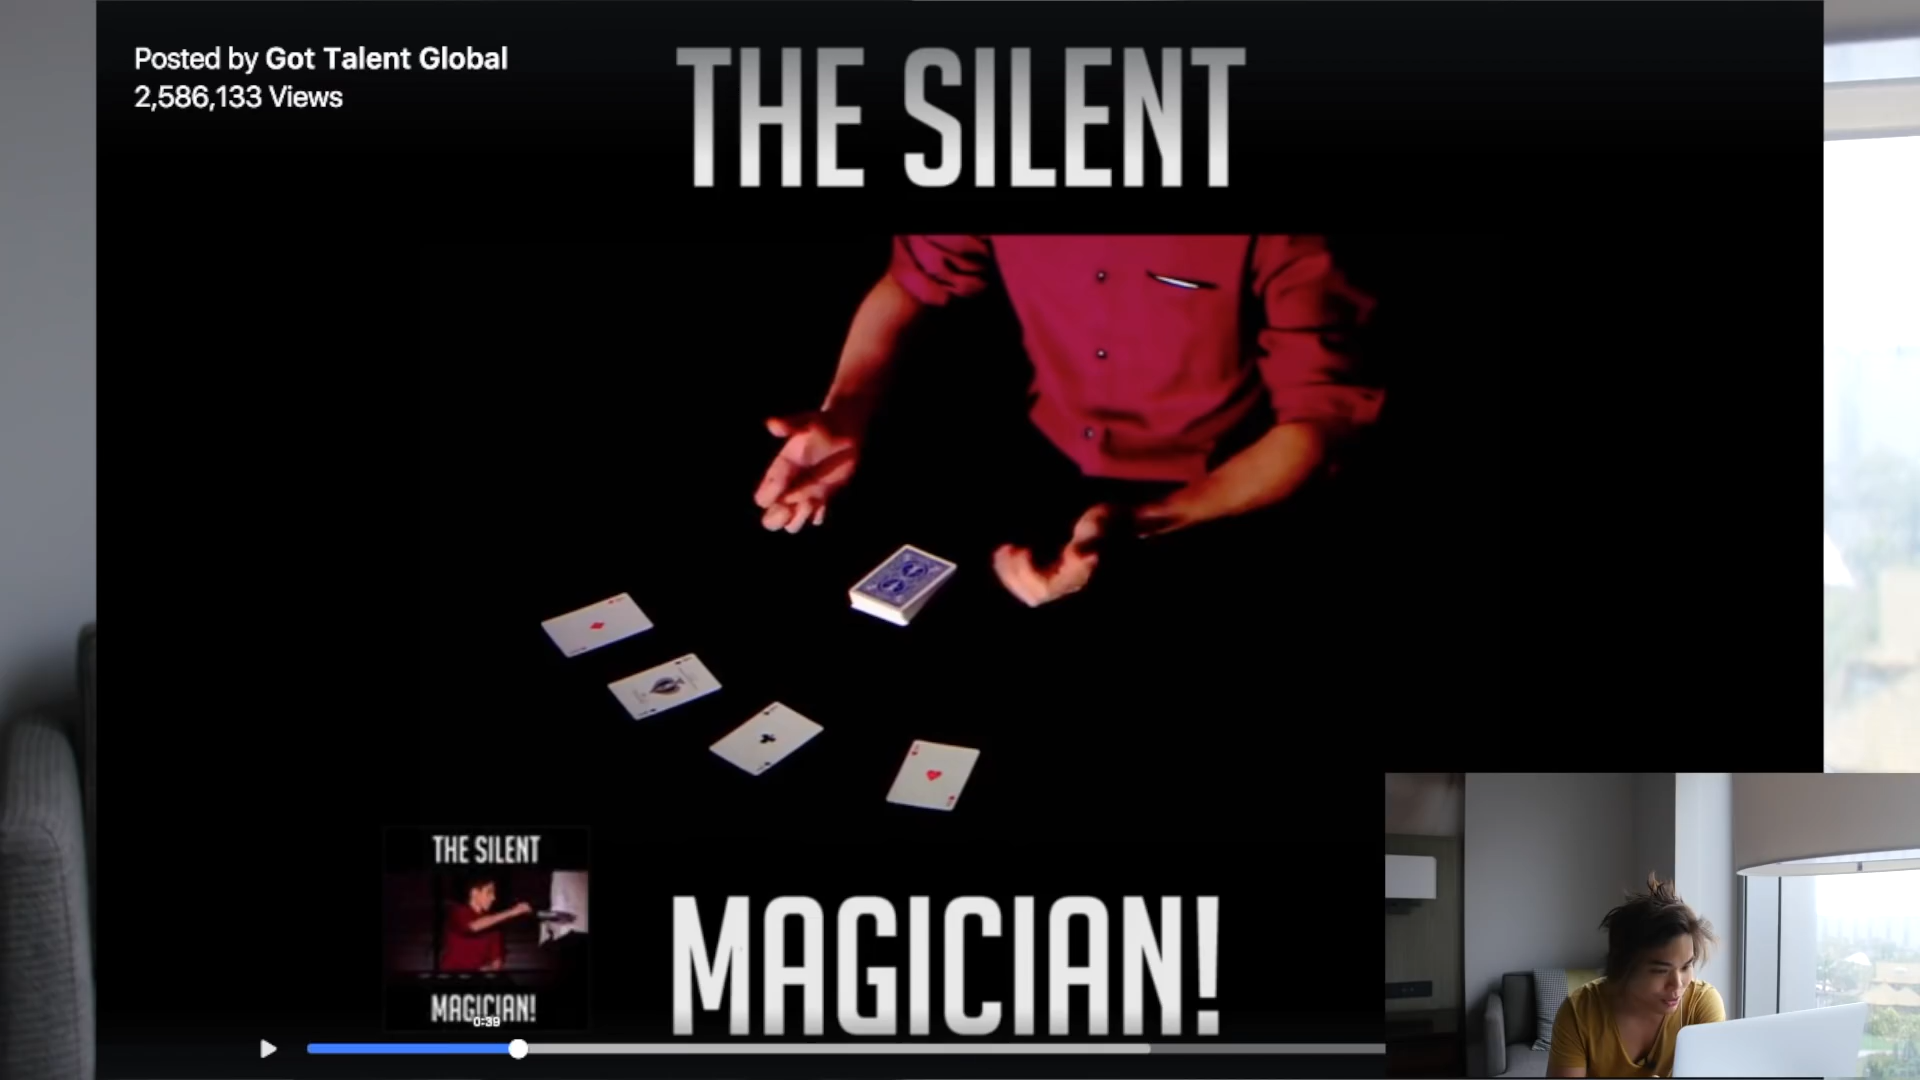 Posted by Got Talent Global
2,586,133 Views
THE SILENT
MAGICIAN!
THE SILENT
MAGICIAN!
0:39